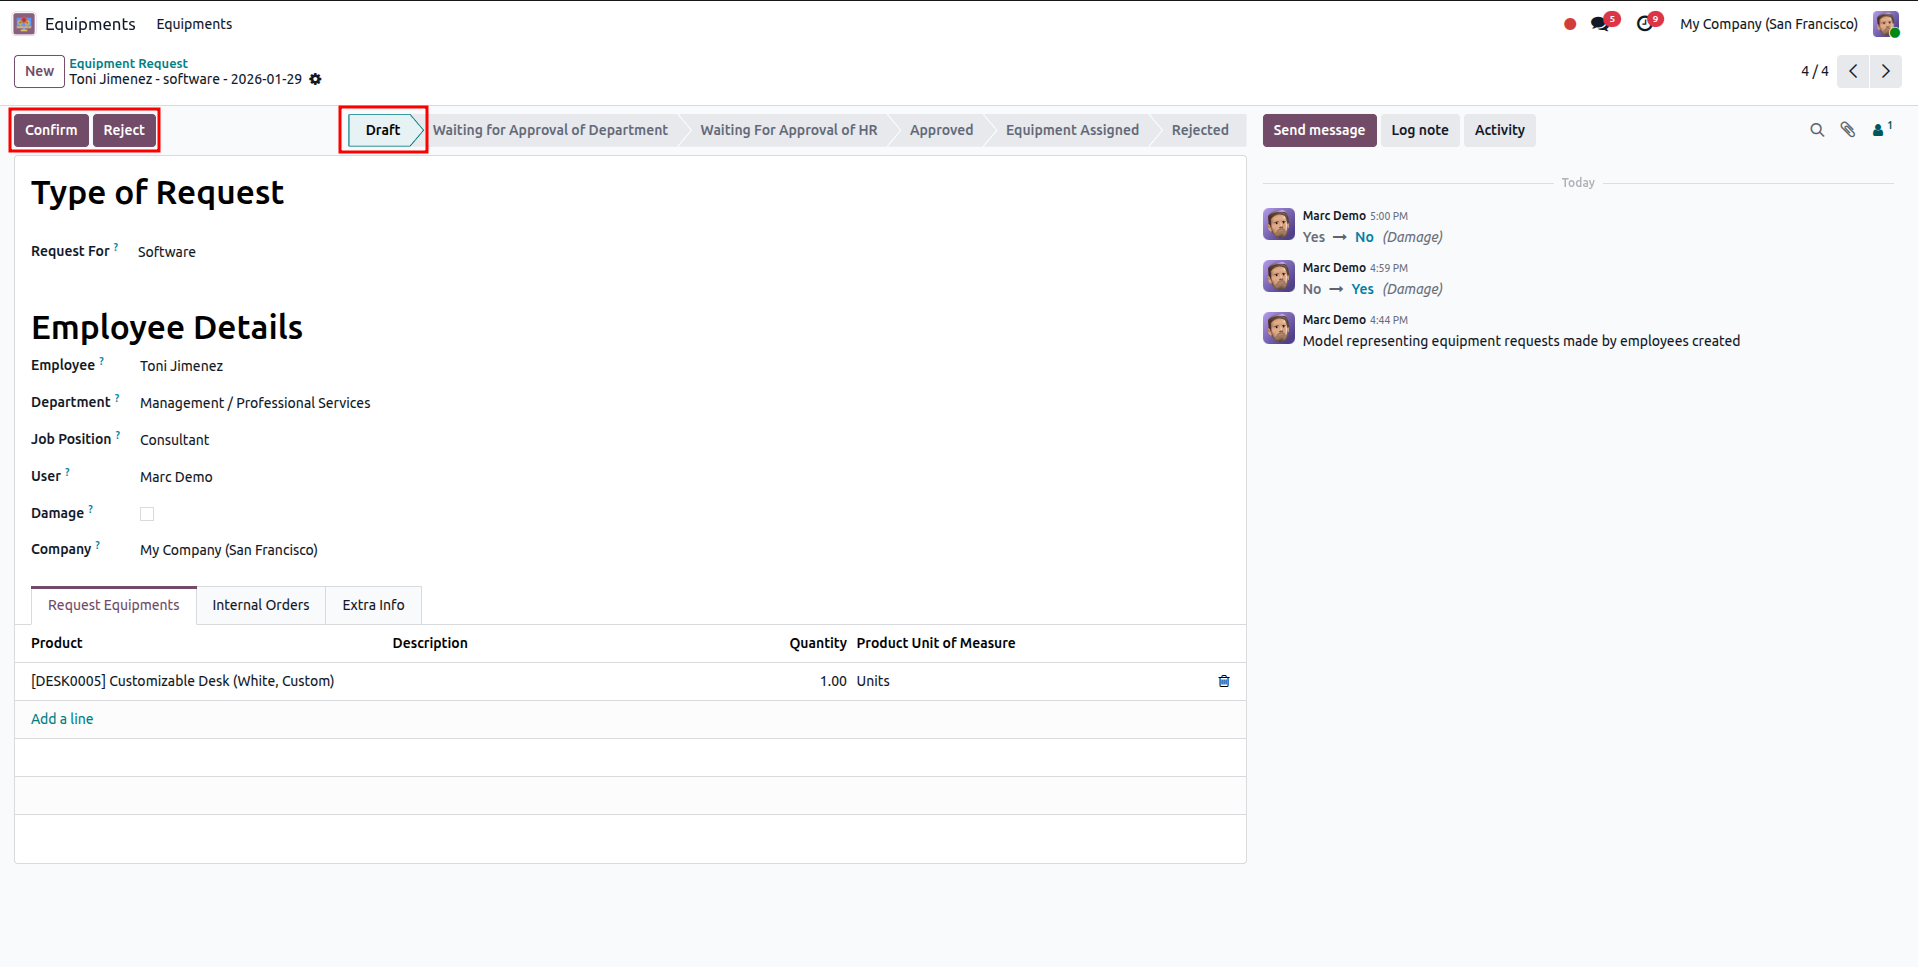 Equipments Equipments 5 9 My Company (San Francisco)
New Equipment Request
Toni Jimenez - software - 2026-01-29 4 / 4
Confirm Reject Draft Waiting for Approval of Department Waiting For Approval of HR Approved Equipment Assigned Rejected Send message Log note Activity 1
Type of Request
Request For ? Software
Employee Details
Employee ? Toni Jimenez
Department ? Management / Professional Services
Job Position ? Consultant
User ? Marc Demo
Damage ?
Company ? My Company (San Francisco)
Request Equipments Internal Orders Extra Info
Product Description Quantity Product Unit of Measure
[DESK0005] Customizable Desk (White, Custom) 1.00 Units
Add a line
Today
Marc Demo 5:00 PM
Yes → No (Damage)
Marc Demo 4:59 PM
No → Yes (Damage)
Marc Demo 4:44 PM
Model representing equipment requests made by employees created